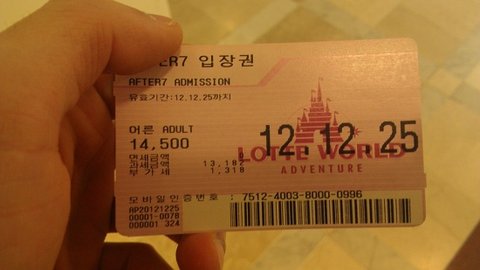 AFTER7 입장권
AFTER7 ADMISSION
유효기간:12.12.25까지
어른 ADULT
14,500
12.12.25
LOTTE WORLD
ADVENTURE
면세금액
과세금액 13,182
부가세 1,318
모바일인증번호 : 7512-4003-8000-0996
AP20121225
00001-0078
000001 324